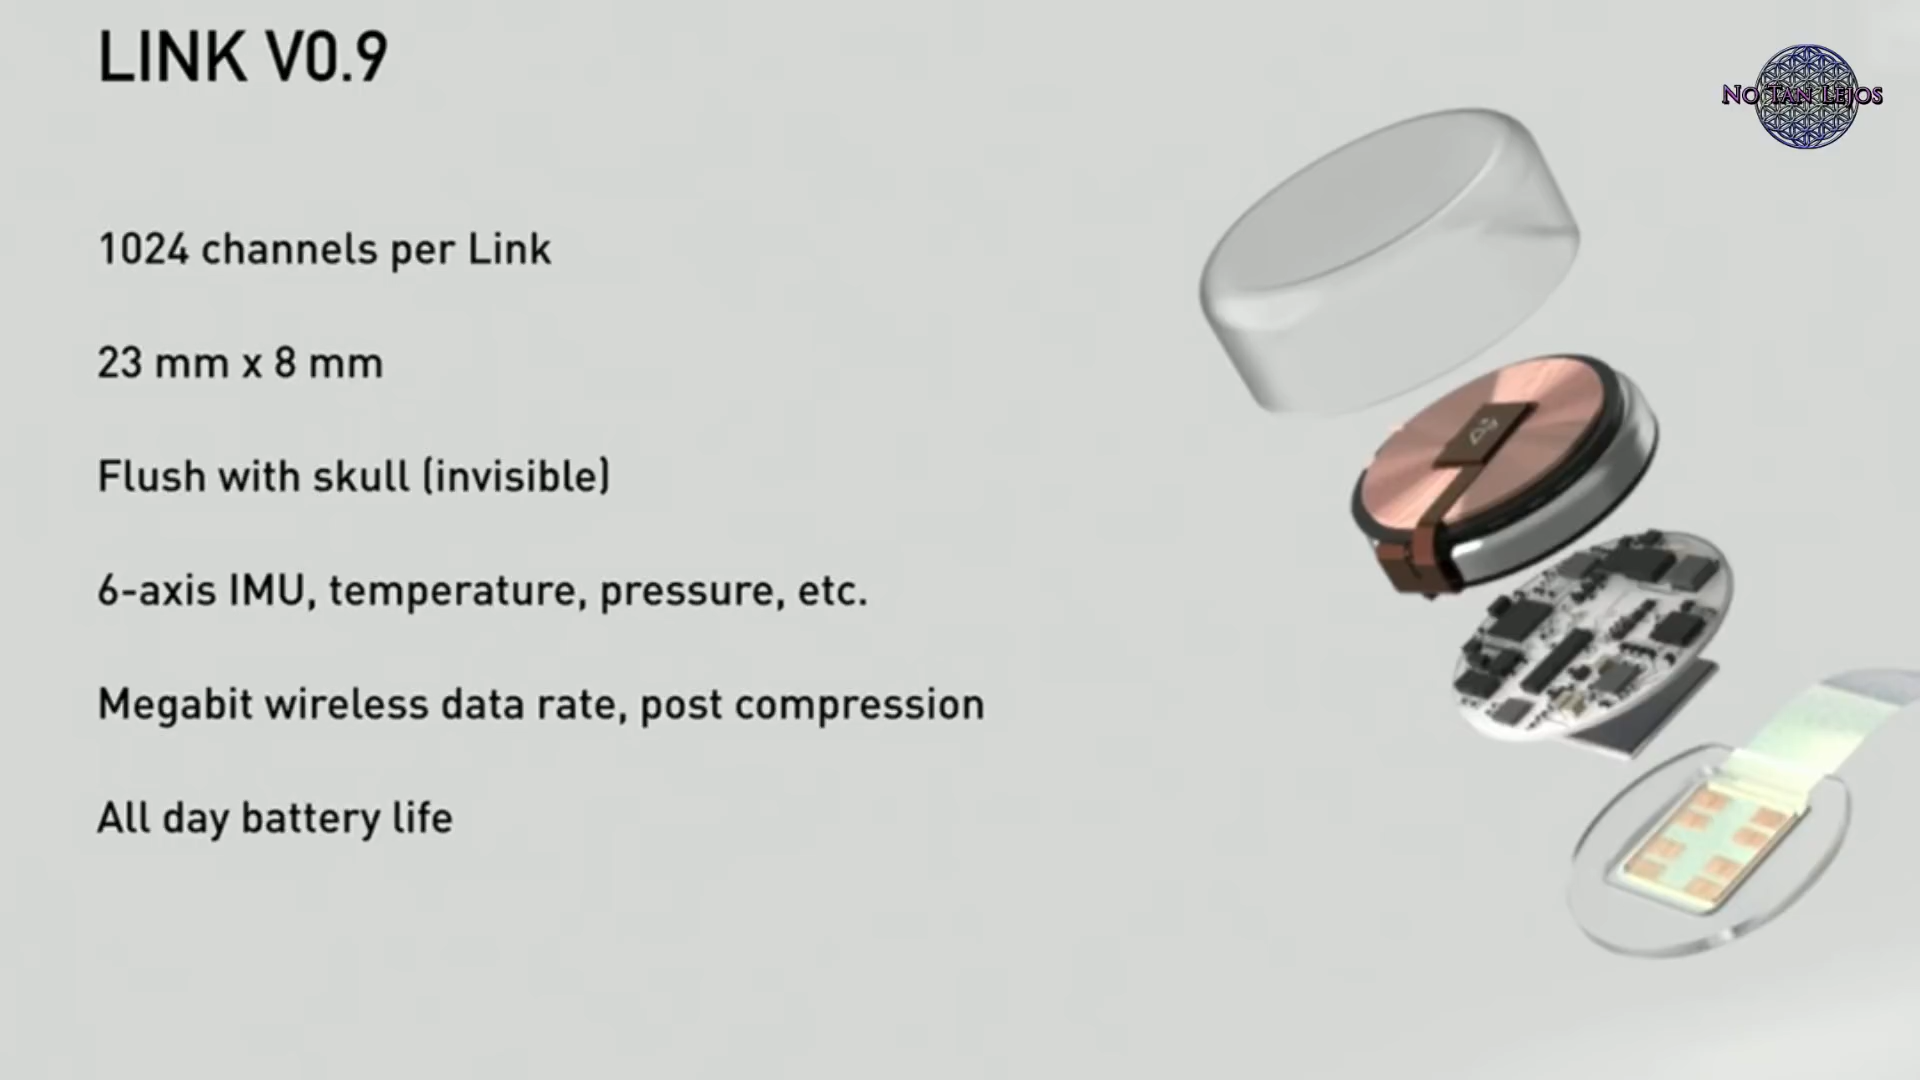 LINK V0.9
No Tan Lejos
1024 channels per Link
23 mm x 8 mm
Flush with skull (invisible)
6-axis IMU, temperature, pressure, etc.
Megabit wireless data rate, post compression
All day battery life